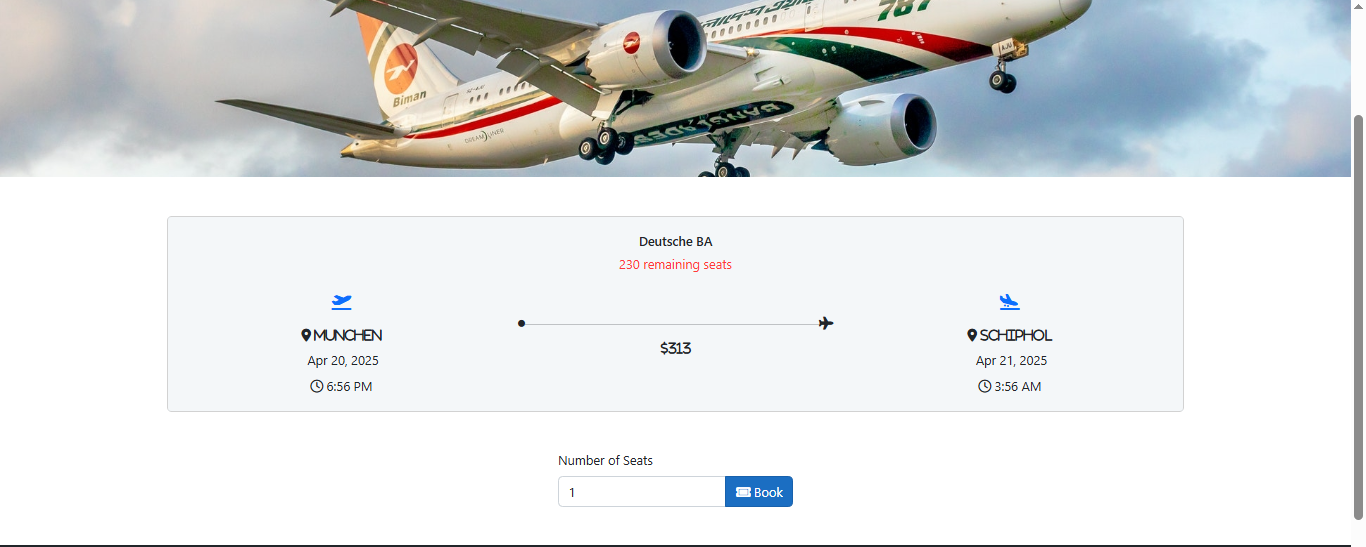 787
Biman
DREAMLINER
AJU
Deutsche BA
230 remaining seats
MUNCHEN
SCHIPHOL
$313
Apr 20, 2025
Apr 21, 2025
6:56 PM
3:56 AM
Number of Seats
1
Book